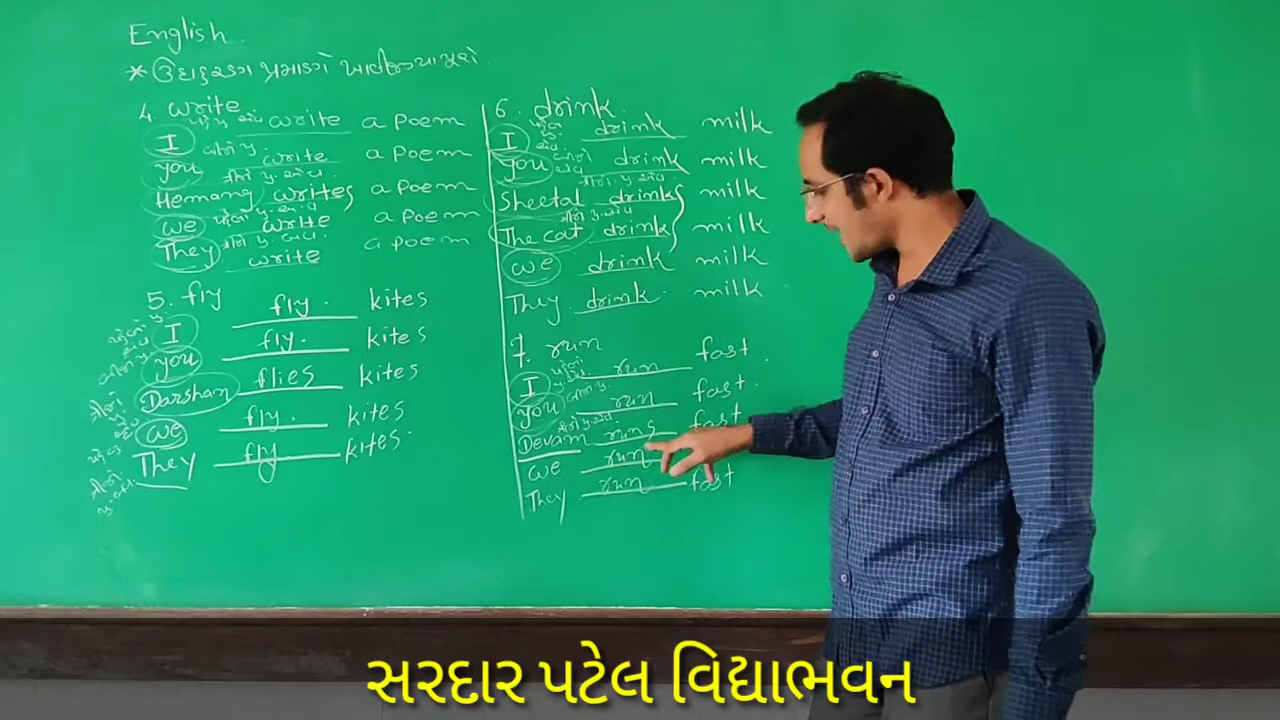 English
* ઉદાહરણ પ્રમાણે ખાલી જગ્યા પૂરો.
4. write
I write a poem
you write a poem
Hemang writes a poem
we write a poem
They write a poem
5. fly
I fly. kites
you fly. kites
Darshan flies kites
we fly. kites
They fly. kites
6. drink
I drink milk
you drink milk
Sheetal drinks milk
The cat drinks milk
we drink milk
They drink milk
7. run
I run fast.
you run fast.
Devam runs fast
we run
They run fast
સરદાર પટેલ વિદ્યાભવન